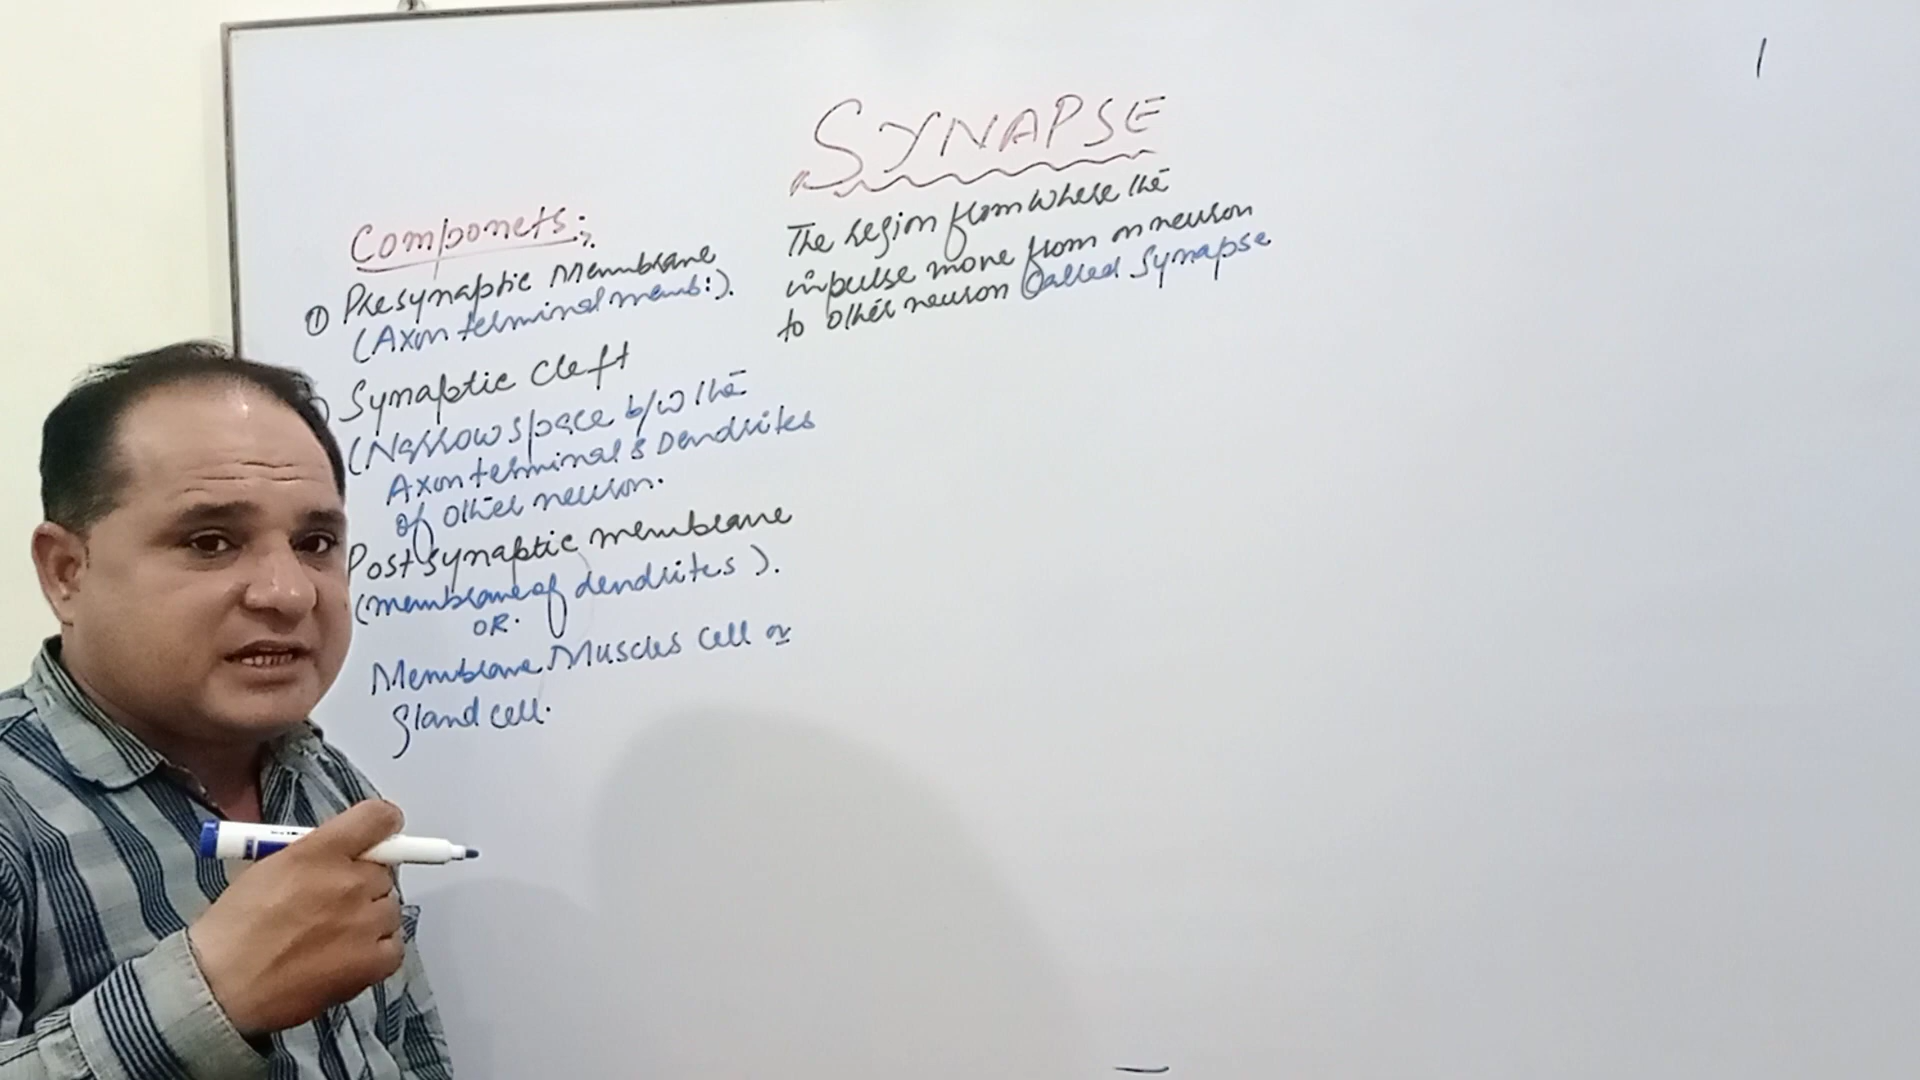 SYNAPSE
The region from where the
impulse move from on neuron
to other neuron Called Synapse
Componets:
① Presynaptic Membrane
(Axon terminal memb:).
Synaptic Cleft
(Narrow space b/w the
Axon terminal & Dendrites
of other neuron.
Post synaptic membrane
(membrane of dendrites).
OR.
Membrane Muscles Cell or
gland cell.